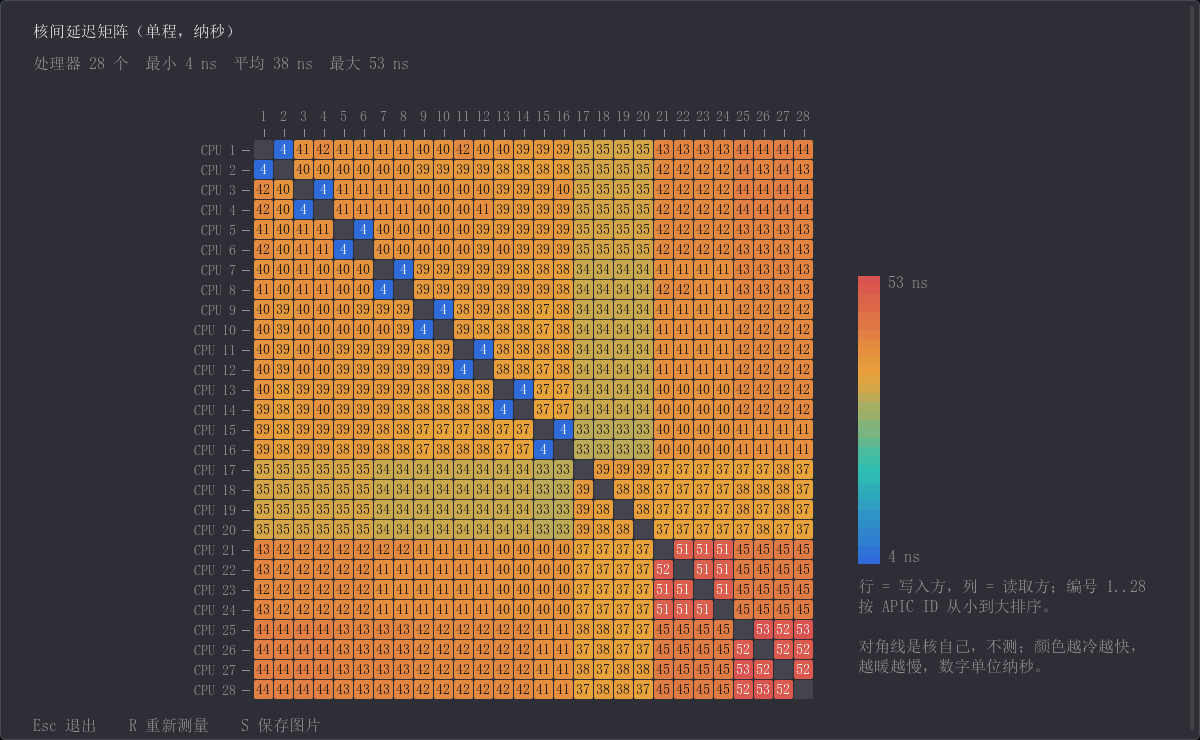 核间延迟矩阵（单程，纳秒）
处理器 28 个 最小 4 ns 平均 38 ns 最大 53 ns
1 2 3 4 5 6 7 8 9 10 11 12 13 14 15 16 17 18 19 20 21 22 23 24 25 26 27 28
CPU 1 4 41 42 41 41 41 41 40 40 42 40 40 39 39 39 35 35 35 35 43 43 43 43 44 44 44 44
CPU 2 4 40 40 40 40 40 40 39 39 39 39 38 38 38 38 35 35 35 35 42 42 42 42 43 44 43 43
CPU 3 42 40 4 41 41 41 41 40 40 40 40 39 39 39 40 35 35 35 35 42 42 42 42 44 43 44 44
CPU 4 42 40 4 41 41 41 41 40 40 40 41 39 39 39 39 35 35 35 35 42 42 42 42 44 44 44 44
CPU 5 41 40 41 41 4 40 40 40 40 40 39 39 39 39 39 35 35 35 35 42 42 42 42 43 43 43 43
CPU 6 42 40 41 41 4 40 40 40 40 40 39 40 39 39 39 35 35 35 35 42 42 42 42 43 43 43 43
CPU 7 40 40 41 40 40 40 4 39 39 39 39 39 38 38 38 34 34 34 34 41 41 41 41 43 43 43 43
CPU 8 41 40 41 41 40 40 4 39 39 39 39 39 38 38 38 34 34 34 34 42 42 41 41 43 43 43 43
CPU 9 40 39 40 40 40 39 39 39 4 38 39 38 38 37 38 34 34 34 34 41 41 41 41 42 42 42 42
CPU 10 40 39 40 40 40 40 40 39 4 39 38 38 38 37 38 34 34 34 34 41 41 41 41 42 42 42 42
CPU 11 40 39 40 40 39 39 39 39 38 39 4 38 38 38 38 34 34 34 34 41 41 41 41 42 42 42 42
CPU 12 40 39 40 40 39 39 39 39 39 39 4 38 38 37 38 34 34 34 34 41 41 41 41 42 42 42 42
CPU 13 40 38 39 39 39 39 39 38 38 38 38 38 4 37 37 34 34 34 34 40 40 40 40 42 42 42 42
CPU 14 39 38 39 40 39 39 39 38 38 38 38 38 4 37 37 34 34 34 34 40 40 40 40 42 42 42 42
CPU 15 39 38 39 39 38 39 38 38 37 37 37 38 37 37 4 33 33 33 33 40 40 40 40 41 41 41 41
CPU 16 39 38 39 39 38 39 38 38 37 38 38 38 37 37 4 33 33 33 33 40 40 40 40 41 41 41 41
CPU 17 35 35 35 35 35 35 34 34 34 34 34 34 34 34 33 33 39 39 39 37 37 37 37 37 37 38 37
CPU 18 35 35 35 35 35 35 34 34 34 34 34 34 34 34 33 33 39 38 38 37 37 37 37 38 38 38 37
CPU 19 35 35 35 35 35 35 34 34 34 34 34 34 34 34 33 33 39 38 38 37 37 37 37 38 37 38 37
CPU 20 35 35 35 35 35 35 34 34 34 34 34 34 34 34 33 33 39 38 38 37 37 37 37 37 38 37 37
CPU 21 43 42 42 42 42 42 42 42 41 41 41 41 40 40 40 40 37 37 37 37 51 51 51 45 45 45 45
CPU 22 43 42 42 42 42 42 41 41 41 41 41 41 40 40 40 40 37 37 37 37 52 51 51 45 45 45 45
CPU 23 42 42 42 42 42 42 41 41 41 41 41 41 40 40 40 40 37 37 37 37 51 51 51 45 45 45 45
CPU 24 43 42 42 42 42 42 41 41 41 41 41 41 40 40 40 40 37 37 37 37 51 51 51 45 45 45 45
CPU 25 44 44 44 44 43 43 43 43 42 42 42 42 42 42 41 41 38 38 37 37 45 45 45 45 53 52 53
CPU 26 44 44 44 44 43 43 43 43 42 42 42 42 42 42 41 41 37 38 37 37 45 45 45 45 52 52 52
CPU 27 44 44 44 44 43 43 43 42 42 42 42 42 42 42 41 41 37 38 37 38 45 45 45 45 53 52 52
CPU 28 44 44 44 44 43 43 43 43 42 42 42 42 42 42 41 41 37 38 38 37 45 45 45 45 52 53 52
53 ns
4 ns
行 = 写入方，列 = 读取方；编号 1..28
按 APIC ID 从小到大排序。
对角线是核自己，不测；颜色越冷越快，
越暖越慢，数字单位纳秒。
Esc 退出 R 重新测量 S 保存图片